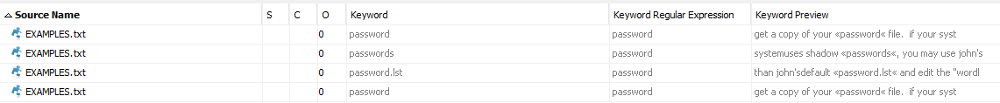 Source Name S C O Keyword Keyword Regular Expression Keyword Preview
EXAMPLES.txt 0 password password get a copy of your «password« file. if your syst
EXAMPLES.txt 0 passwords password systemuses shadow «passwords«, you may use john's
EXAMPLES.txt 0 password.lst password than john'sdefault «password.lst« and edit the "wordl
EXAMPLES.txt 0 password password get a copy of your «password« file. if your syst